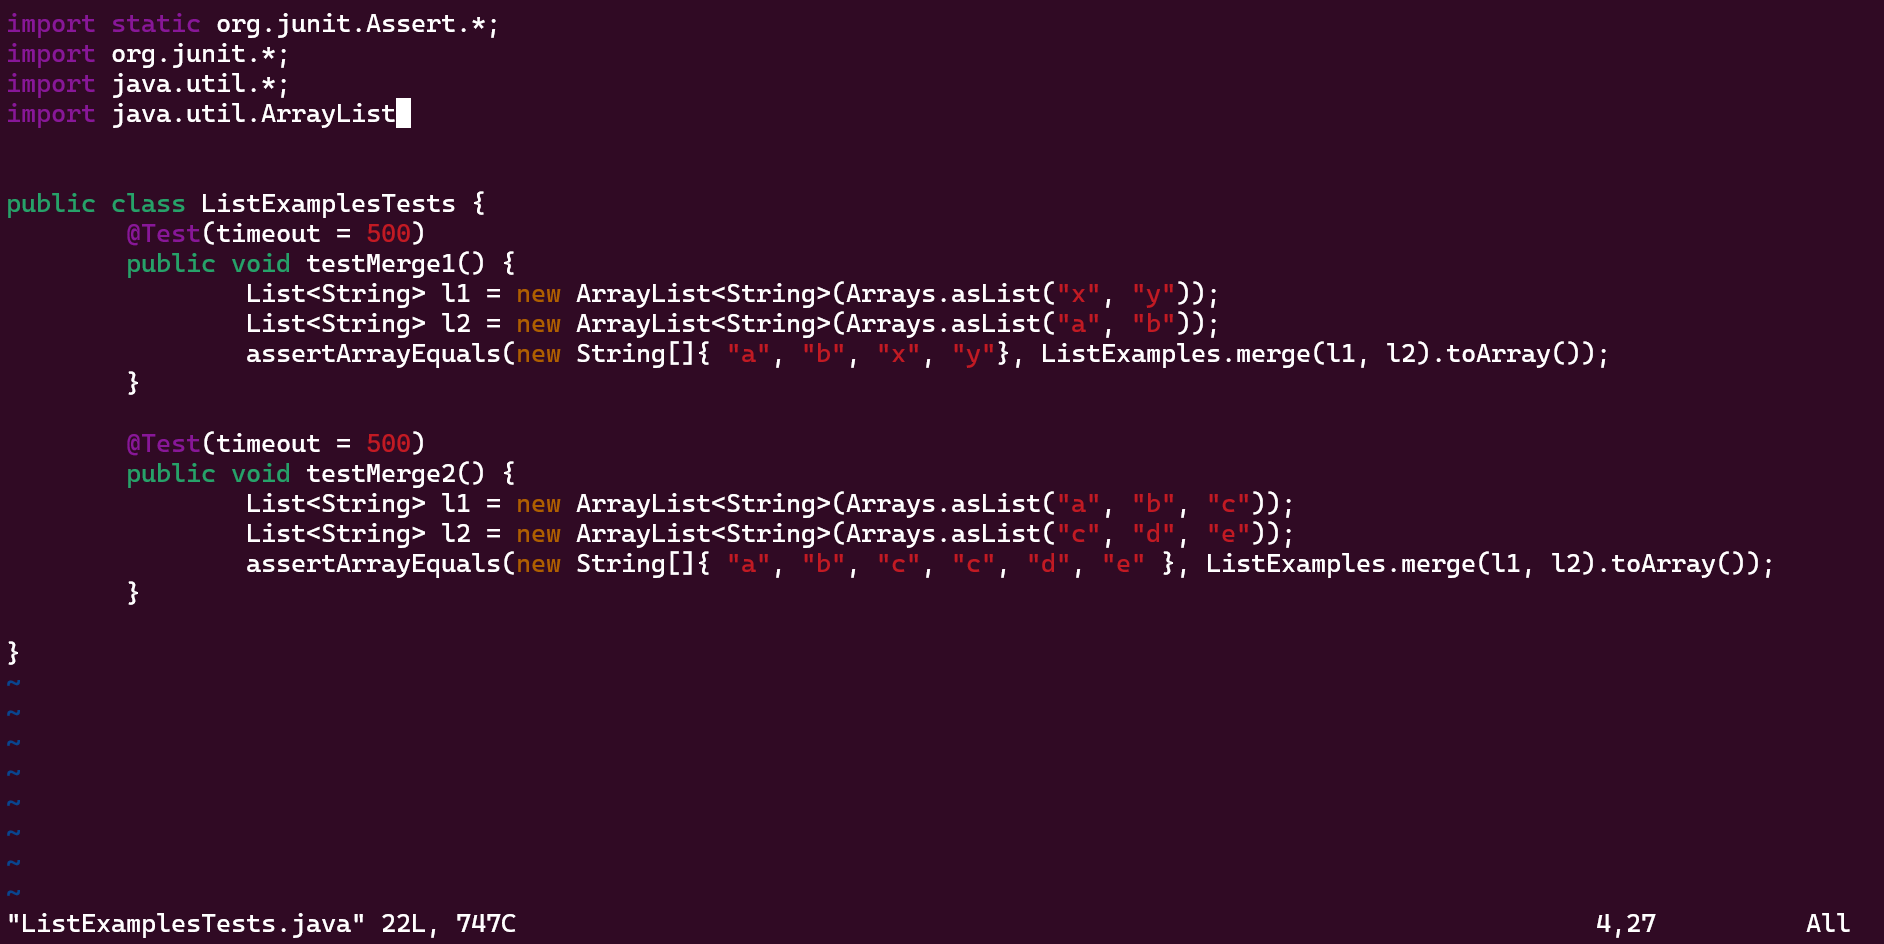 import static org.junit.Assert.*;
import org.junit.*;
import java.util.*;
import java.util.ArrayList
public class ListExamplesTests {
        @Test(timeout = 500)
        public void testMerge1() {
                List<String> l1 = new ArrayList<String>(Arrays.asList("x", "y"));
                List<String> l2 = new ArrayList<String>(Arrays.asList("a", "b"));
                assertArrayEquals(new String[]{ "a", "b", "x", "y"}, ListExamples.merge(l1, l2).toArray());
        }
        @Test(timeout = 500)
        public void testMerge2() {
                List<String> l1 = new ArrayList<String>(Arrays.asList("a", "b", "c"));
                List<String> l2 = new ArrayList<String>(Arrays.asList("c", "d", "e"));
                assertArrayEquals(new String[]{ "a", "b", "c", "c", "d", "e" }, ListExamples.merge(l1, l2).toArray());
        }
}
~
~
~
~
~
~
~
~
"ListExamplesTests.java" 22L, 747C 4,27 All